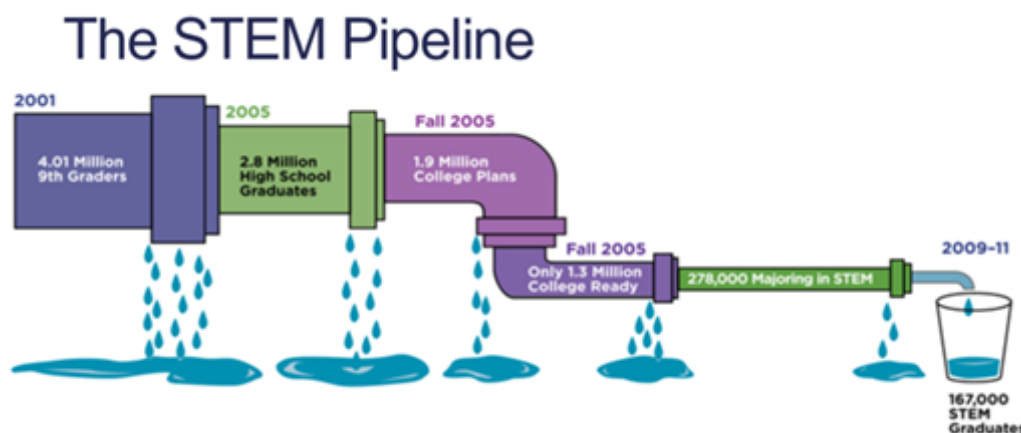 The STEM Pipeline
2001
4.01 Million
9th Graders
2005
2.8 Million
High School
Graduates
Fall 2005
1.9 Million
College Plans
Fall 2005
Only 1.3 Million
College Ready
278,000 Majoring in STEM
2009–11
167,000
STEM
Graduates